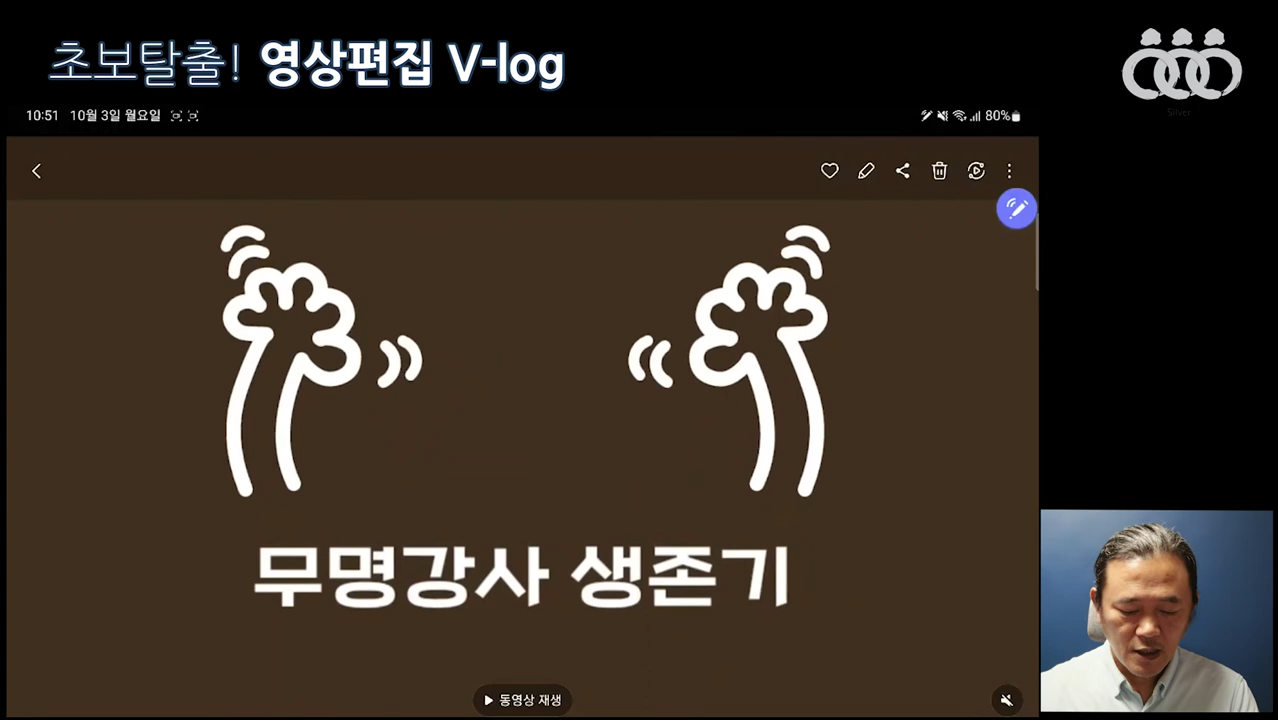 초보탈출! 영상편집 V-log
Silver
10:51 10월 3일 월요일
80%
무명강사 생존기
동영상 재생